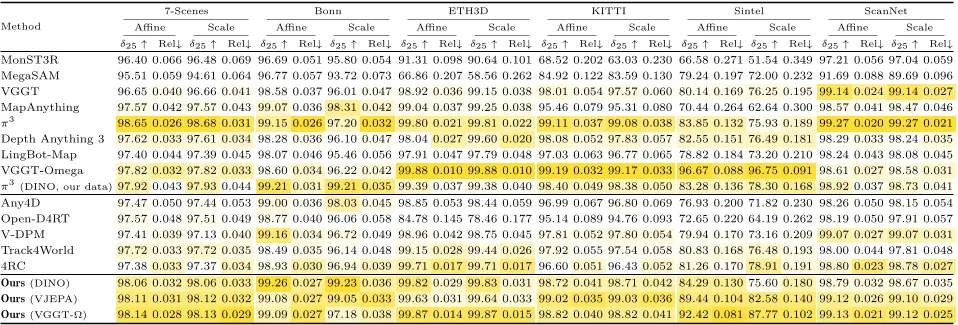 7-Scenes Bonn ETH3D KITTI Sintel ScanNet
Method Affine Scale Affine Scale Affine Scale Affine Scale Affine Scale Affine Scale
δ25 ↑ Rel↓ δ25 ↑ Rel↓ δ25 ↑ Rel↓ δ25 ↑ Rel↓ δ25 ↑ Rel↓ δ25 ↑ Rel↓ δ25 ↑ Rel↓ δ25 ↑ Rel↓ δ25 ↑ Rel↓ δ25 ↑ Rel↓ δ25 ↑ Rel↓ δ25 ↑ Rel↓
MonST3R 96.40 0.066 96.48 0.069 96.69 0.051 95.80 0.054 91.31 0.098 90.64 0.101 68.52 0.202 63.03 0.230 66.58 0.271 51.54 0.349 97.21 0.056 97.04 0.059
MegaSAM 95.51 0.059 94.61 0.064 96.77 0.052 93.73 0.073 66.86 0.207 58.56 0.262 84.92 0.122 83.59 0.130 79.24 0.197 72.00 0.232 91.69 0.088 89.69 0.096
VGGT 96.65 0.040 96.66 0.041 98.58 0.037 96.01 0.047 98.92 0.036 99.15 0.038 98.01 0.054 97.57 0.060 80.14 0.169 76.25 0.195 99.14 0.024 99.14 0.027
MapAnything 97.57 0.042 97.57 0.043 99.07 0.036 98.31 0.042 99.04 0.037 99.25 0.038 95.46 0.079 95.31 0.080 70.44 0.264 62.64 0.300 98.57 0.041 98.47 0.046
π3 98.65 0.026 98.68 0.031 99.15 0.026 97.20 0.032 99.80 0.021 99.81 0.022 99.11 0.037 99.08 0.038 83.85 0.132 75.93 0.189 99.27 0.020 99.27 0.021
Depth Anything 3 97.62 0.033 97.61 0.034 98.28 0.036 96.10 0.047 98.04 0.027 99.60 0.020 98.08 0.052 97.83 0.057 82.55 0.151 76.49 0.181 98.29 0.033 98.24 0.035
LingBot-Map 97.40 0.044 97.39 0.045 98.07 0.046 95.46 0.056 97.91 0.047 97.79 0.048 97.03 0.063 96.77 0.065 78.82 0.184 73.20 0.210 98.24 0.043 98.08 0.045
VGGT-Omega 97.82 0.032 97.82 0.033 98.60 0.034 96.22 0.042 99.88 0.010 99.88 0.010 99.19 0.032 99.17 0.033 96.67 0.088 96.75 0.091 98.61 0.027 98.58 0.031
π3 (DINO, our data) 97.92 0.043 97.93 0.044 99.21 0.031 99.21 0.035 99.39 0.037 99.38 0.040 98.40 0.049 98.38 0.050 83.28 0.136 78.30 0.168 98.92 0.037 98.73 0.041
Any4D 97.47 0.050 97.44 0.053 99.00 0.036 98.03 0.045 98.85 0.053 98.44 0.059 96.99 0.067 96.80 0.069 76.93 0.200 71.82 0.230 98.26 0.050 98.15 0.054
Open-D4RT 97.57 0.048 97.51 0.049 98.77 0.040 96.06 0.058 84.78 0.145 78.46 0.177 95.14 0.089 94.76 0.093 72.65 0.220 64.19 0.262 98.19 0.050 97.91 0.057
V-DPM 97.41 0.039 97.13 0.040 99.16 0.034 96.72 0.049 98.96 0.042 98.75 0.045 97.81 0.052 97.80 0.054 79.94 0.170 73.16 0.209 99.07 0.027 99.07 0.031
Track4World 97.72 0.033 97.72 0.035 98.49 0.035 96.14 0.048 99.15 0.028 99.44 0.026 97.92 0.055 97.54 0.058 80.83 0.168 76.48 0.193 98.00 0.044 97.81 0.048
4RC 97.38 0.033 97.37 0.034 98.93 0.030 96.94 0.039 99.71 0.017 99.71 0.017 96.60 0.051 96.43 0.052 81.26 0.170 78.91 0.191 98.80 0.023 98.78 0.027
Ours (DINO) 98.06 0.032 98.06 0.033 99.26 0.027 99.23 0.036 99.82 0.029 99.83 0.031 98.72 0.041 98.71 0.042 84.29 0.130 75.60 0.180 98.79 0.032 98.67 0.035
Ours (VJEPA) 98.11 0.031 98.12 0.032 99.08 0.027 99.05 0.033 99.63 0.031 99.64 0.033 99.02 0.035 99.03 0.036 89.44 0.104 82.58 0.140 99.12 0.026 99.10 0.029
Ours (VGGT-Ω) 98.14 0.028 98.13 0.029 99.09 0.027 97.18 0.038 99.87 0.014 99.87 0.015 98.82 0.040 98.82 0.041 92.42 0.081 87.77 0.102 99.13 0.021 99.12 0.025